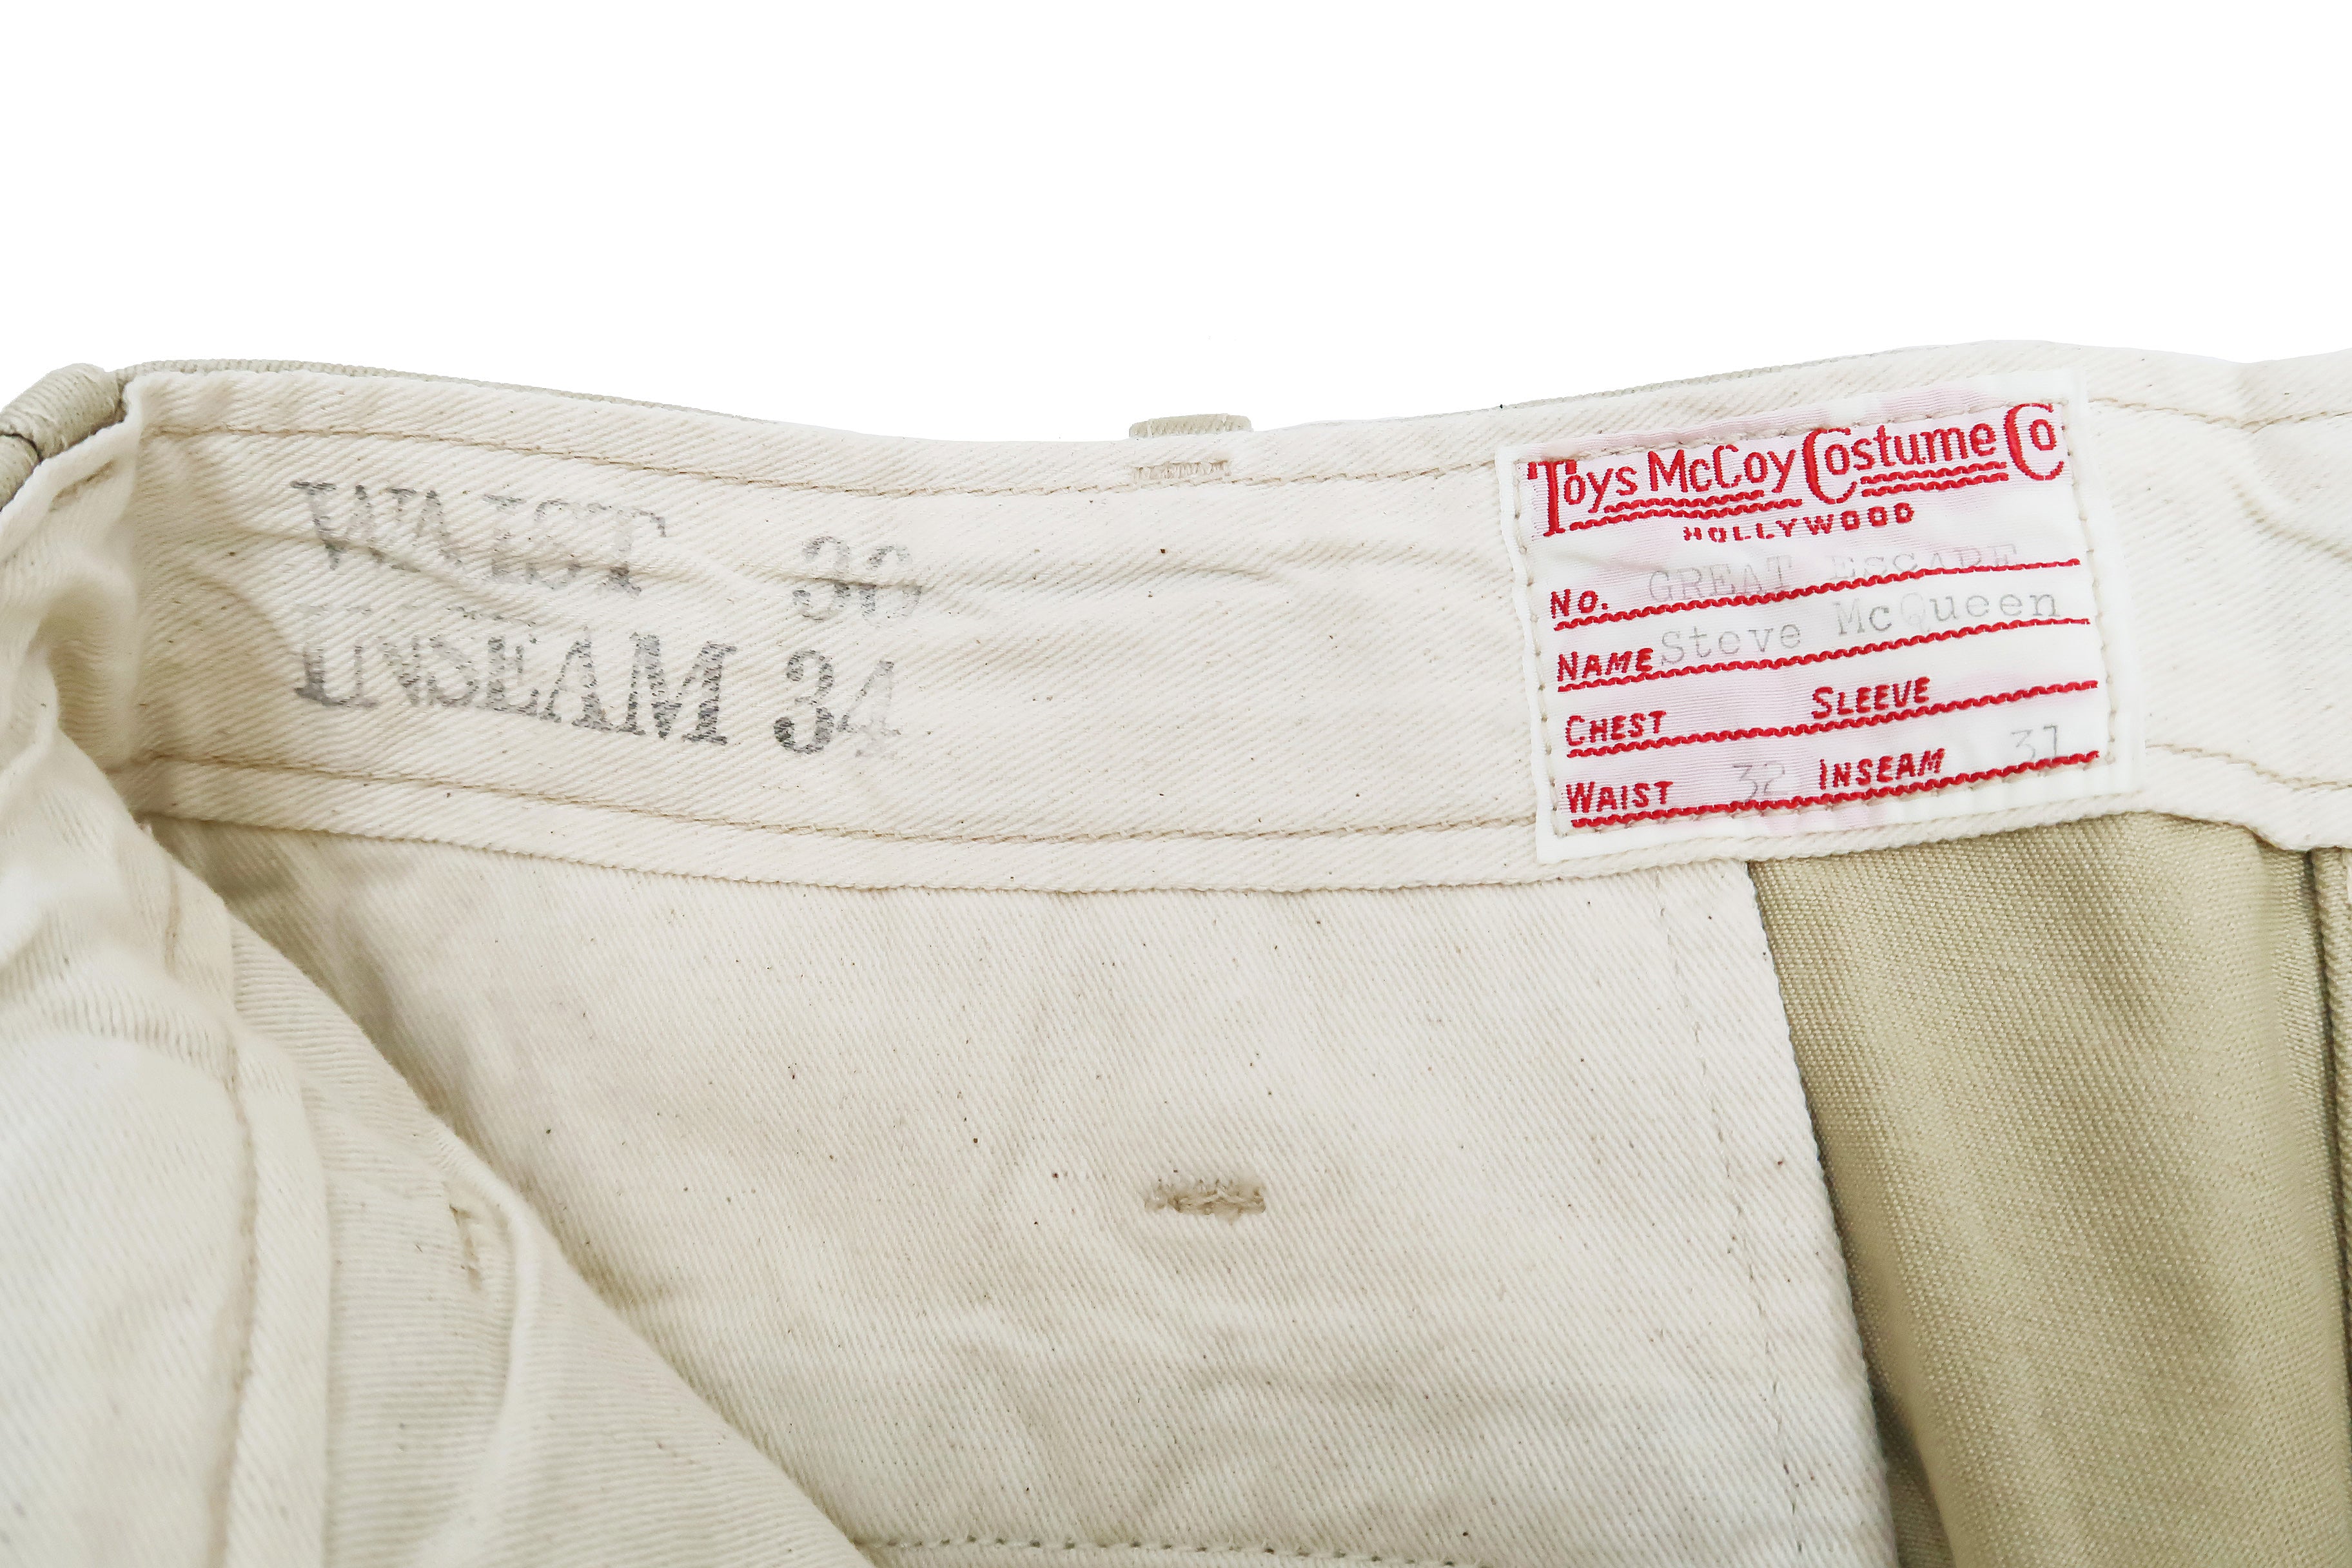 WAIST 36
INSEAM 34
Toys McCoy Costume Co
HOLLYWOOD
No. GREAT ESCAPE
NAME Steve McQueen
CHEST SLEEVE
WAIST 32 INSEAM 31